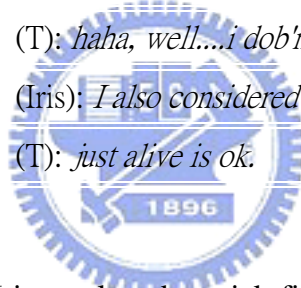 (T): haha, well....i dob'
(Iris): I also considered
(T): just alive is ok.
1896